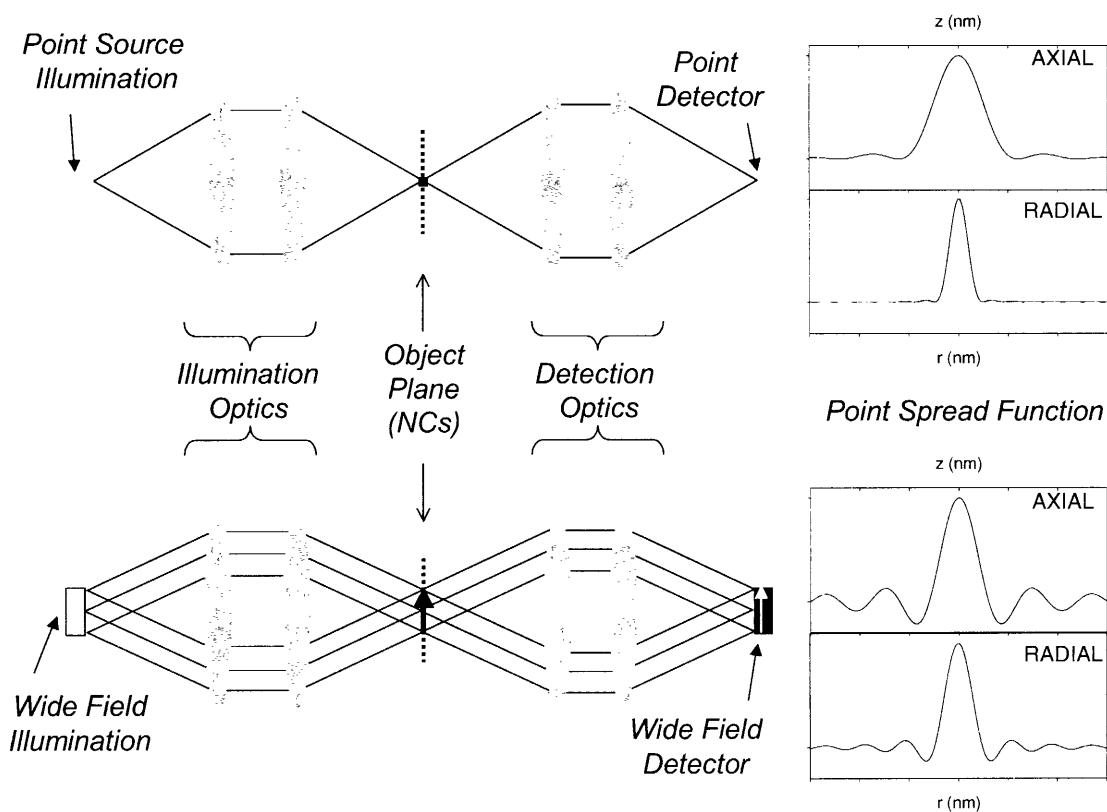 Point Source
Illumination
Point
Detector
z (nm)
AXIAL
RADIAL
r (nm)
Illumination
Optics
Object
Plane
(NCs)
Detection
Optics
Point Spread Function
z (nm)
AXIAL
RADIAL
r (nm)
Wide Field
Illumination
Wide Field
Detector